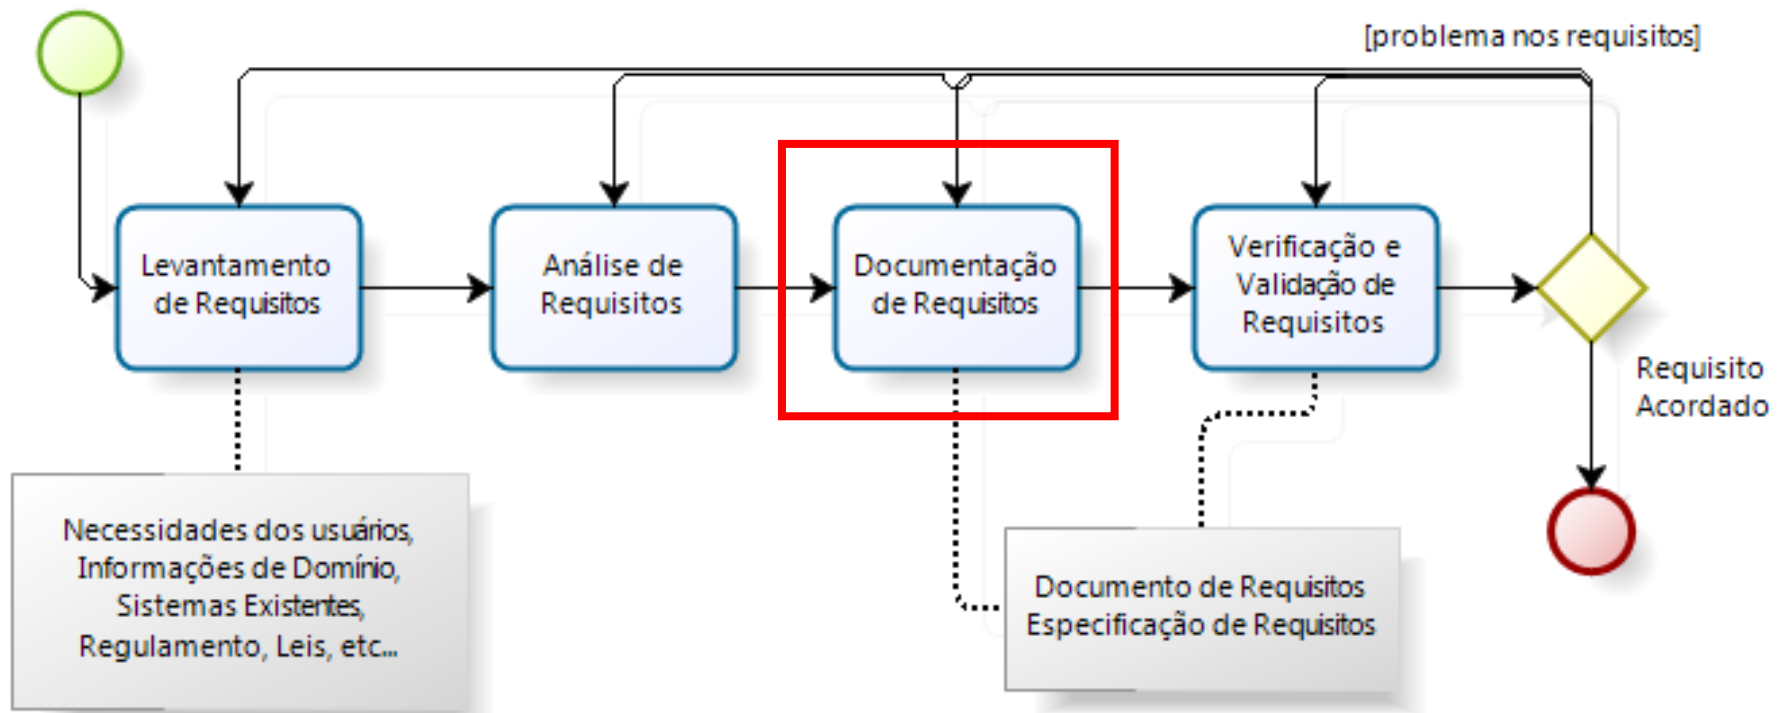 [problema nos requisitos]
Levantamento
de Requisitos
Análise de
Requisitos
Documentação
de Requisitos
Verificação e
Validação de
Requisitos
Requisito
Acordado
Necessidades dos usuários,
Informações de Domínio,
Sistemas Existentes,
Regulamento, Leis, etc...
Documento de Requisitos
Especificação de Requisitos